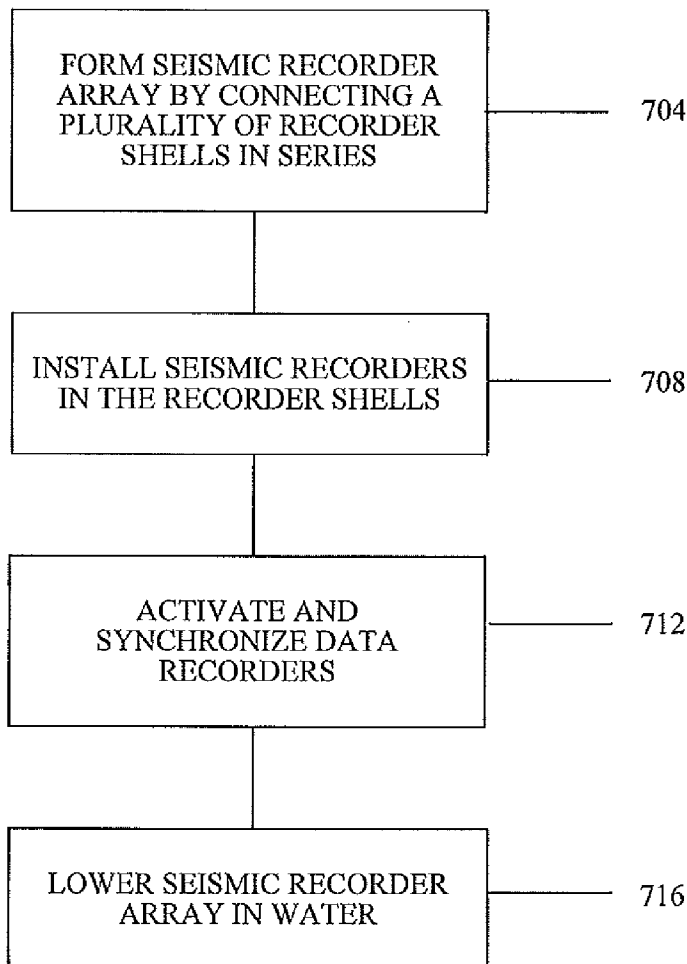 FORM SEISMIC RECORDER
ARRAY BY CONNECTING A
PLURALITY OF RECORDER
SHELLS IN SERIES
704
INSTALL SEISMIC RECORDERS
IN THE RECORDER SHELLS
708
ACTIVATE AND
SYNCHRONIZE DATA
RECORDERS
712
LOWER SEISMIC RECORDER
ARRAY IN WATER
716